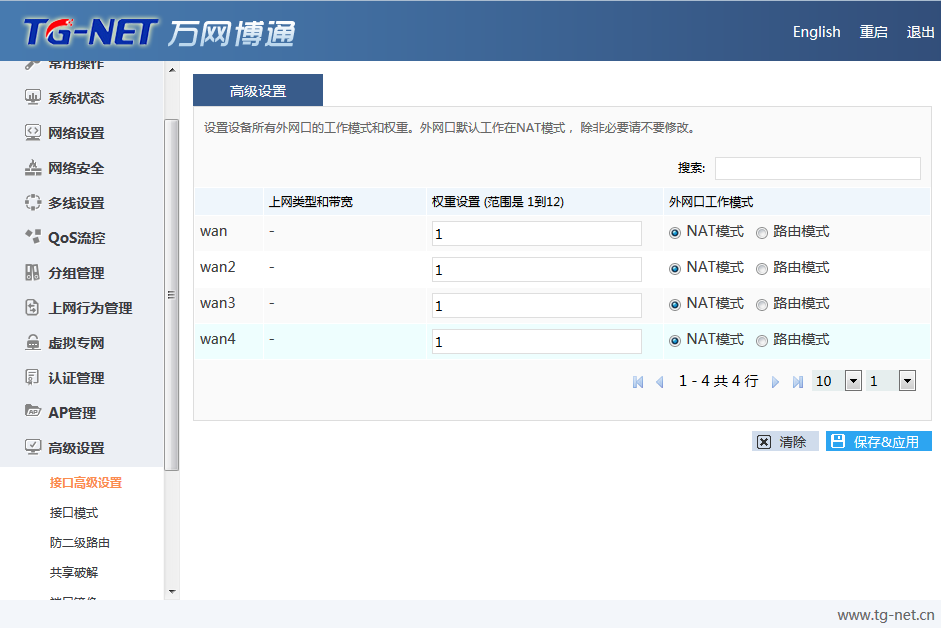 TG-NET 万网博通
English 重启 退出
常用操作
系统状态
网络设置
网络安全
多线设置
QoS流控
分组管理
上网行为管理
虚拟专网
认证管理
AP管理
高级设置
接口高级设置
接口模式
防二级路由
共享破解
高级设置
设置设备所有外网口的工作模式和权重。外网口默认工作在NAT模式， 除非必要请不要修改。
搜索:
上网类型和带宽 权重设置 (范围是 1到12) 外网口工作模式
wan - 1 NAT模式 路由模式
wan2 - 1 NAT模式 路由模式
wan3 - 1 NAT模式 路由模式
wan4 - 1 NAT模式 路由模式
1 - 4 共 4 行 10 1
清除 保存&应用
www.tg-net.cn